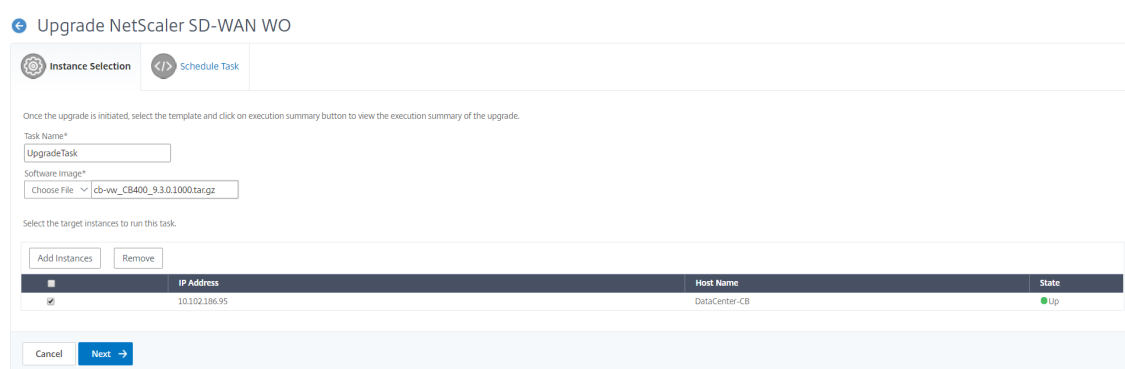 Upgrade NetScaler SD-WAN WO
Instance Selection
</> Schedule Task
Once the upgrade is initiated, select the template and click on execution summary button to view the execution summary of the upgrade.
Task Name*
UpgradeTask
Software Image*
Choose File cb-vw_CB400_9.3.0.1000.tar.gz
Select the target instances to run this task.
Add Instances Remove
IP Address Host Name State
10.102.186.95 DataCenter-CB Up
Cancel Next